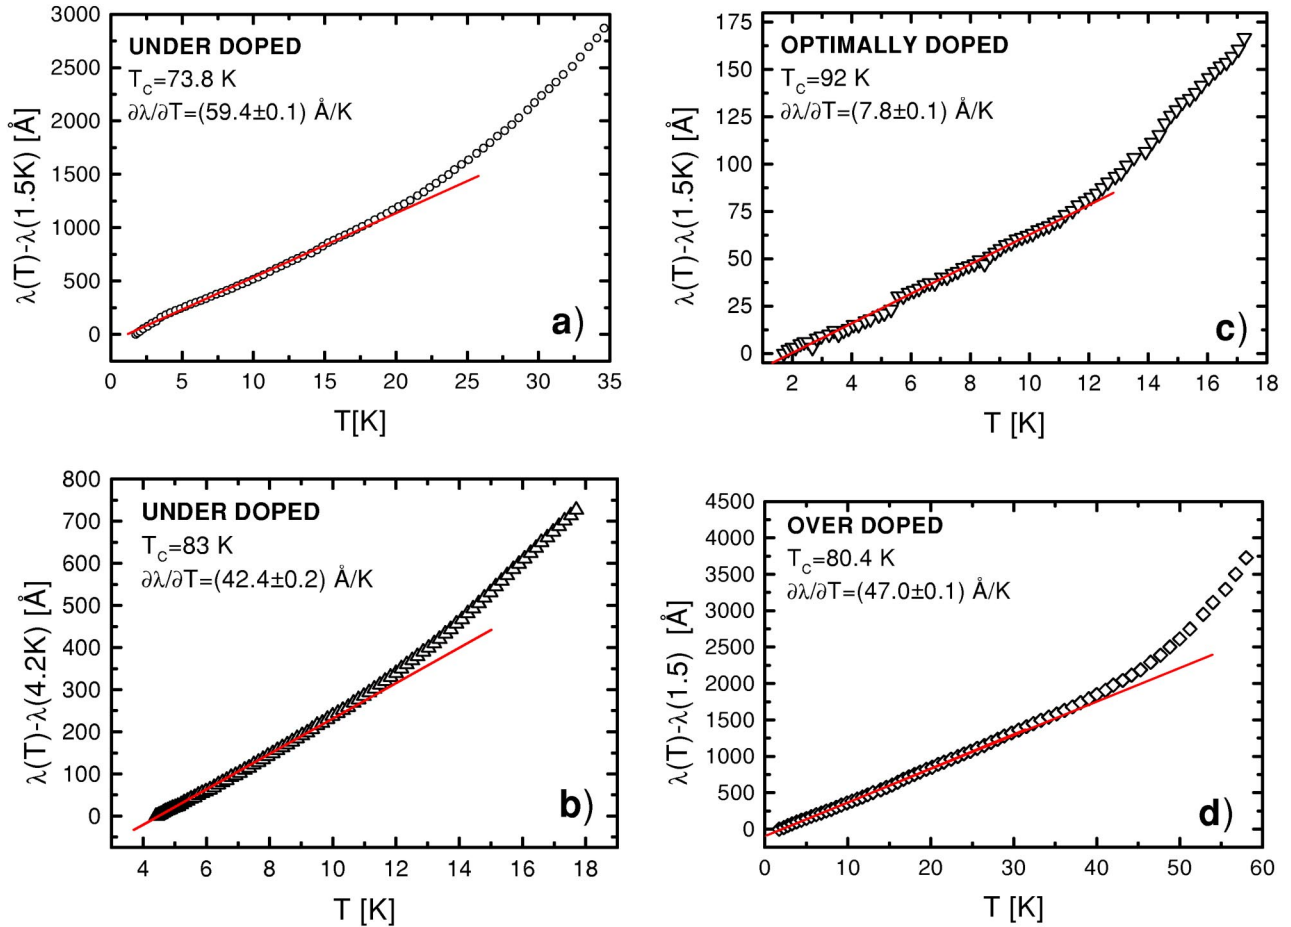 UNDER DOPED
T_C=73.8 K
∂λ/∂T=(59.4±0.1) Å/K
λ(T)-λ(1.5K) [Å]
3000
2500
2000
1500
1000
500
0
a)
0 5 10 15 20 25 30 35
T[K]
OPTIMALLY DOPED
T_C=92 K
∂λ/∂T=(7.8±0.1) Å/K
λ(T)-λ(1.5K) [Å]
175
150
125
100
75
50
25
0
c)
2 4 6 8 10 12 14 16 18
T [K]
UNDER DOPED
T_C=83 K
∂λ/∂T=(42.4±0.2) Å/K
λ(T)-λ(4.2K) [Å]
800
700
600
500
400
300
200
100
0
b)
4 6 8 10 12 14 16 18
T [K]
OVER DOPED
T_C=80.4 K
∂λ/∂T=(47.0±0.1) Å/K
λ(T)-λ(1.5) [Å]
4500
4000
3500
3000
2500
2000
1500
1000
500
0
d)
0 10 20 30 40 50 60
T [K]